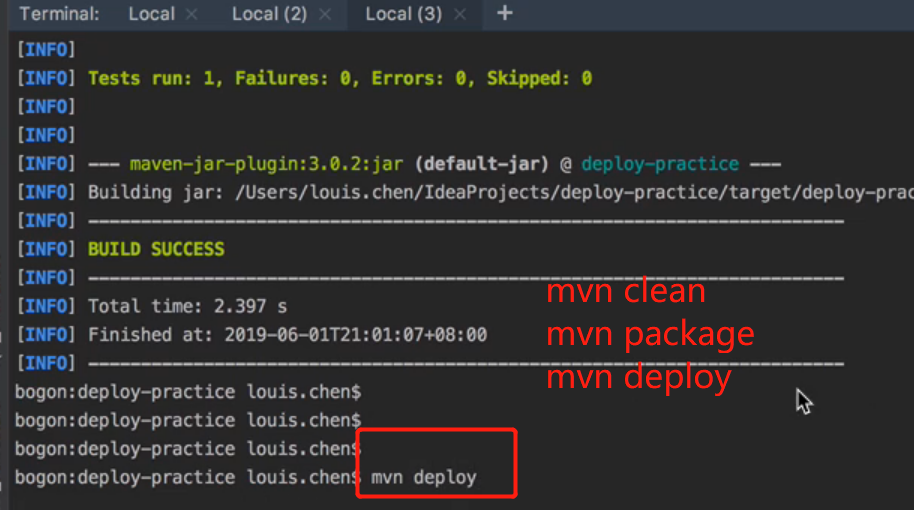 Terminal: Local × Local (2) × Local (3) × +
[INFO]
[INFO] Tests run: 1, Failures: 0, Errors: 0, Skipped: 0
[INFO]
[INFO]
[INFO] --- maven-jar-plugin:3.0.2:jar (default-jar) @ deploy-practice ---
[INFO] Building jar: /Users/louis.chen/IdeaProjects/deploy-practice/target/deploy-prac
[INFO] ------------------------------------------------------------------------
[INFO] BUILD SUCCESS
[INFO] ------------------------------------------------------------------------
mvn clean
[INFO] Total time: 2.397 s
[INFO] Finished at: 2019-06-01T21:01:07+08:00
mvn package
[INFO] ------------------------------------------------------------------------
mvn deploy
bogon:deploy-practice louis.chen$
bogon:deploy-practice louis.chen$
bogon:deploy-practice louis.chen$
bogon:deploy-practice louis.chen$ mvn deploy